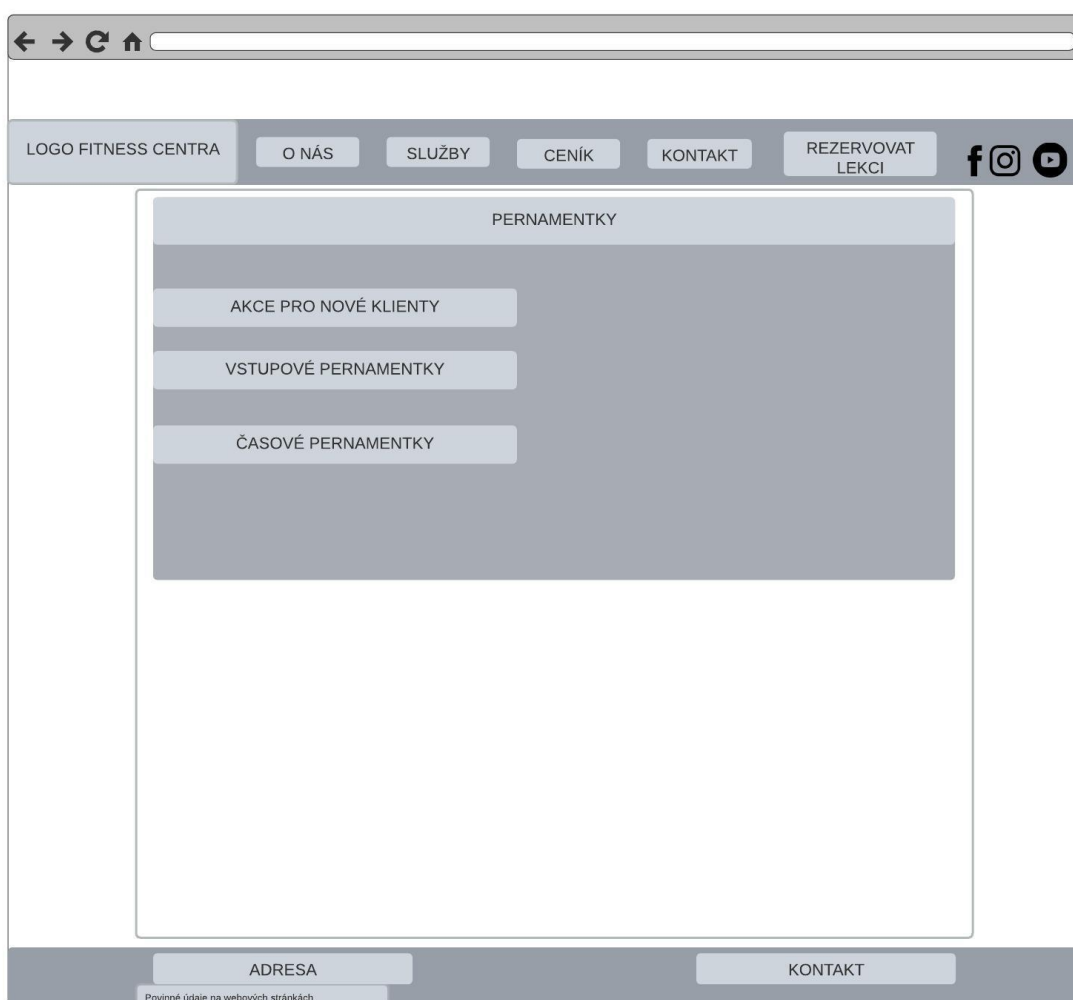 LOGO FITNESS CENTRA
O NÁS
SLUŽBY
CENÍK
KONTAKT
REZERVOVAT
LEKCI
PERNAMENTKY
AKCE PRO NOVÉ KLIENTY
VSTUPOVÉ PERNAMENTKY
ČASOVÉ PERNAMENTKY
ADRESA
KONTAKT
Povinné údaje na webových stránkách